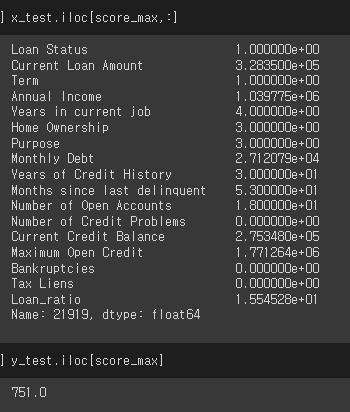 ] x_test.iloc[score_max,:]
Loan Status 1.000000e+00
Current Loan Amount 3.283500e+05
Term 1.000000e+00
Annual Income 1.039775e+06
Years in current job 4.000000e+00
Home Ownership 3.000000e+00
Purpose 3.000000e+00
Monthly Debt 2.712079e+04
Years of Credit History 3.000000e+01
Months since last delinquent 5.300000e+01
Number of Open Accounts 1.800000e+01
Number of Credit Problems 0.000000e+00
Current Credit Balance 2.753480e+05
Maximum Open Credit 1.771264e+06
Bankruptcies 0.000000e+00
Tax Liens 0.000000e+00
Loan_ratio 1.554528e+01
Name: 21919, dtype: float64
] y_test.iloc[score_max]
751.0